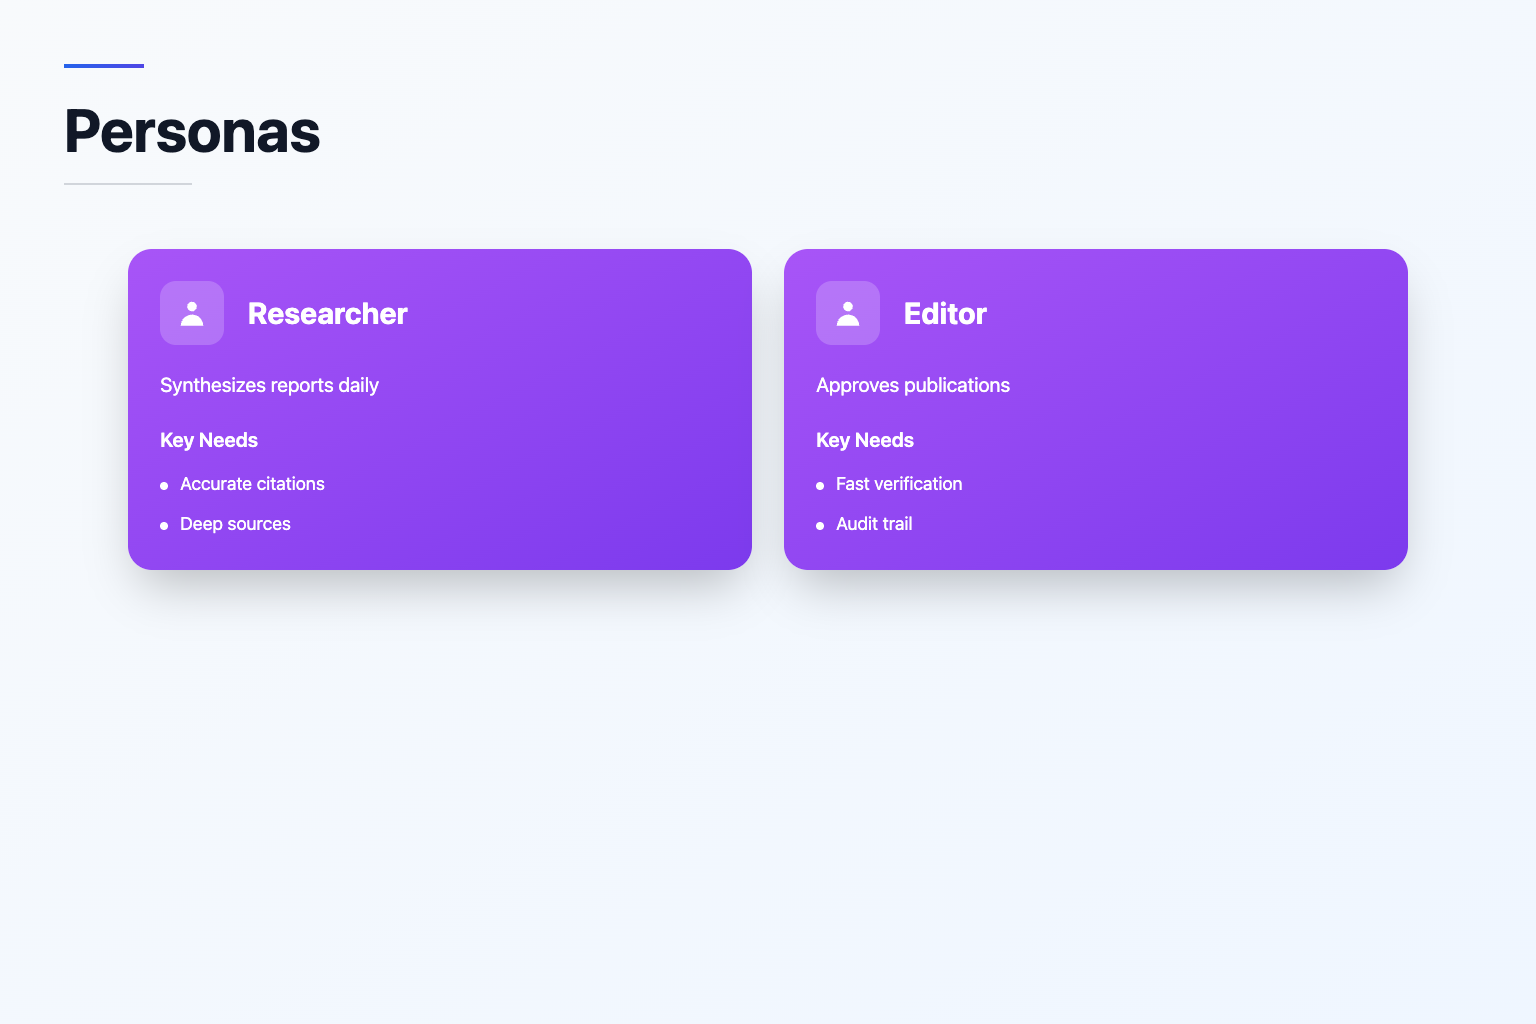 Personas
Researcher
Synthesizes reports daily
Key Needs
Accurate citations
Deep sources
Editor
Approves publications
Key Needs
Fast verification
Audit trail